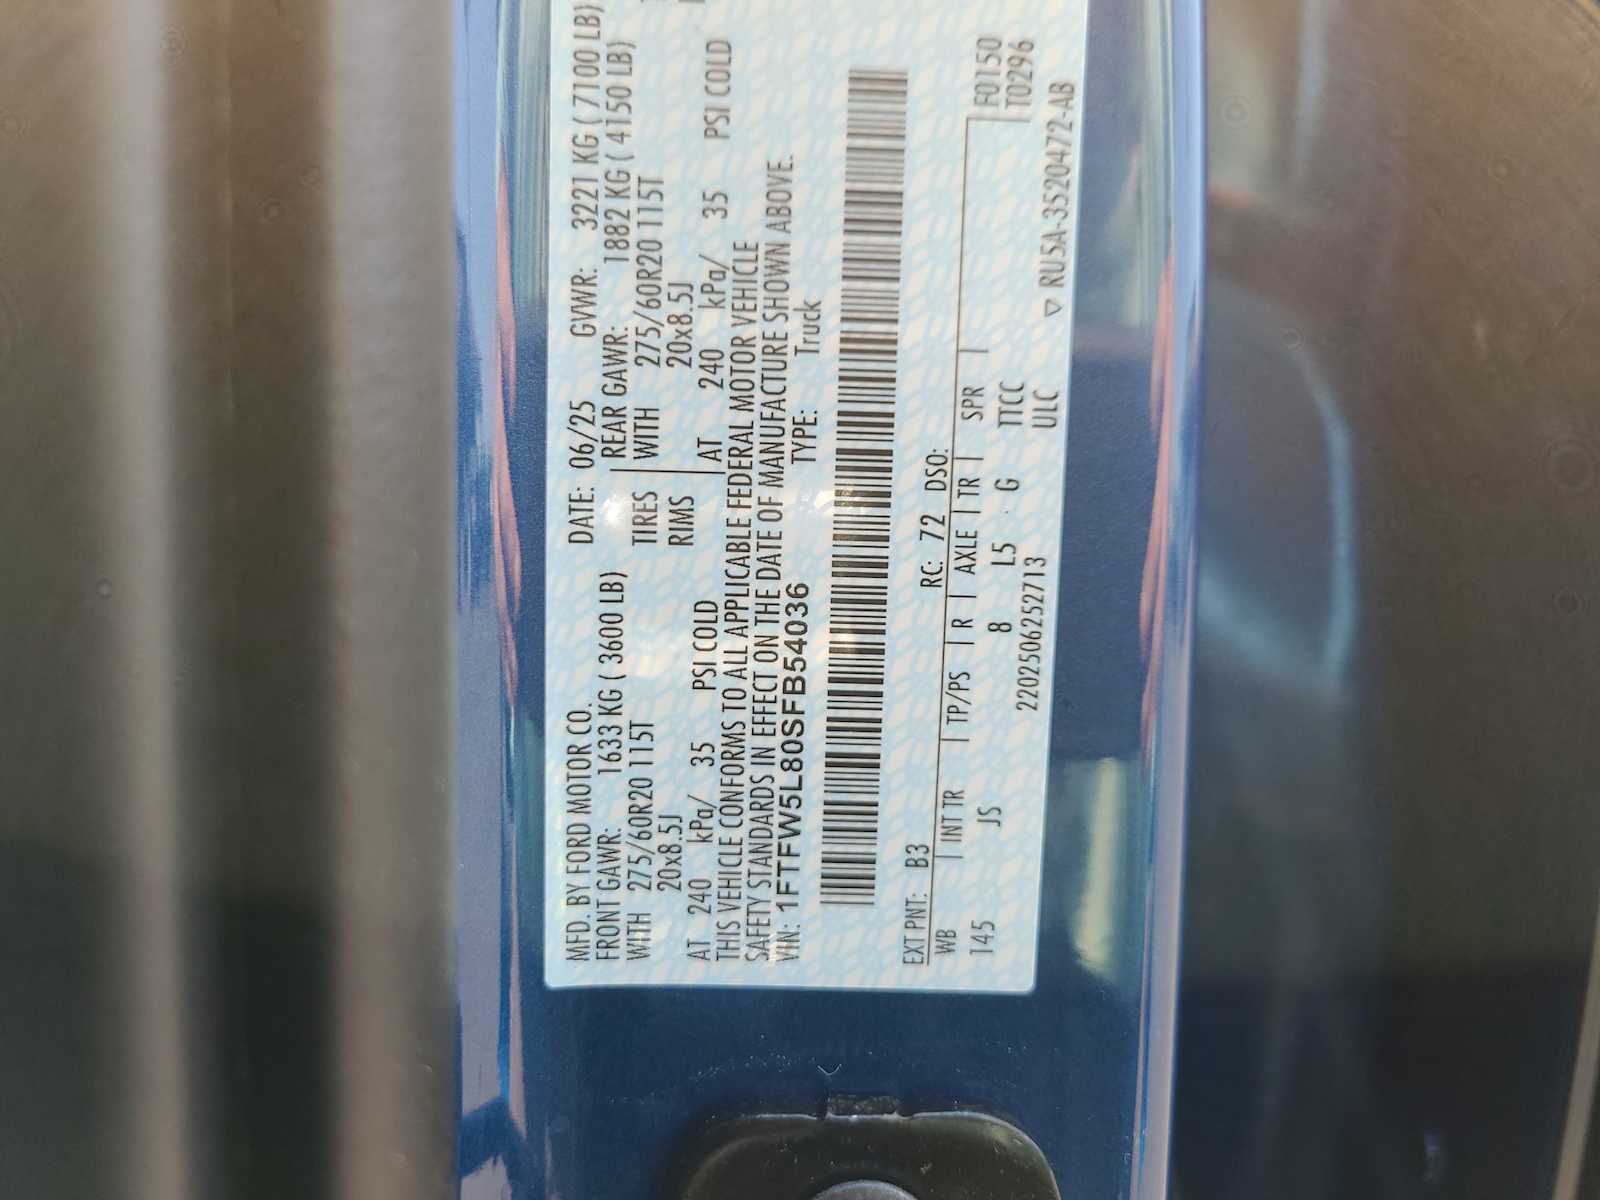 MFD. BY FORD MOTOR CO. DATE: 06/25 GVWR: 3221 KG ( 7100 LB)
FRONT GAWR: 1633 KG ( 3600 LB) REAR GAWR: 1882 KG ( 4150 LB)
WITH 275/60R20 115T TIRES WITH 275/60R20 115T
20x8.5J RIMS 20x8.5J
AT 240 kPa/ 35 PSI COLD AT 240 kPa/ 35 PSI COLD
THIS VEHICLE CONFORMS TO ALL APPLICABLE FEDERAL MOTOR VEHICLE
SAFETY STANDARDS IN EFFECT ON THE DATE OF MANUFACTURE SHOWN ABOVE.
VIN: 1FTFW5L80SFB54036 TYPE: Truck
EXT PNT: B3 RC: 72 DSO:
WB | INT TR | TP/PS | R | AXLE | TR | SPR | F0150
145 JS 8 8 L5 G TTCC T0296
2202506252713 ULC ▽ RU5A-3520472-AB